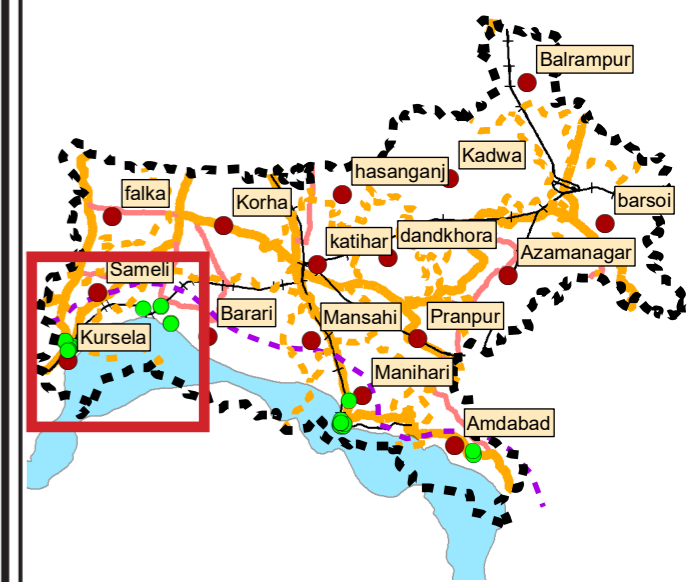 Balrampur
Kadwa
hasanganj
falka
Korha
barsoi
katihar
dandkhora
Azamanagar
Sameli
Barari
Mansahi
Pranpur
Kursela
Manihari
Amdabad